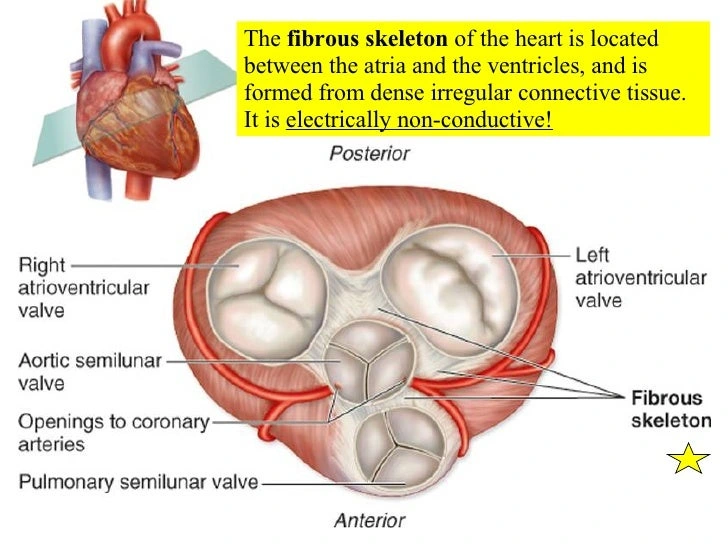 The fibrous skeleton of the heart is located
between the atria and the ventricles, and is
formed from dense irregular connective tissue.
It is electrically non-conductive!
Posterior
Right
atrioventricular
valve
Left
atrioventricular
valve
Aortic semilunar
valve
Fibrous
skeleton
Openings to coronary
arteries
Pulmonary semilunar valve
Anterior